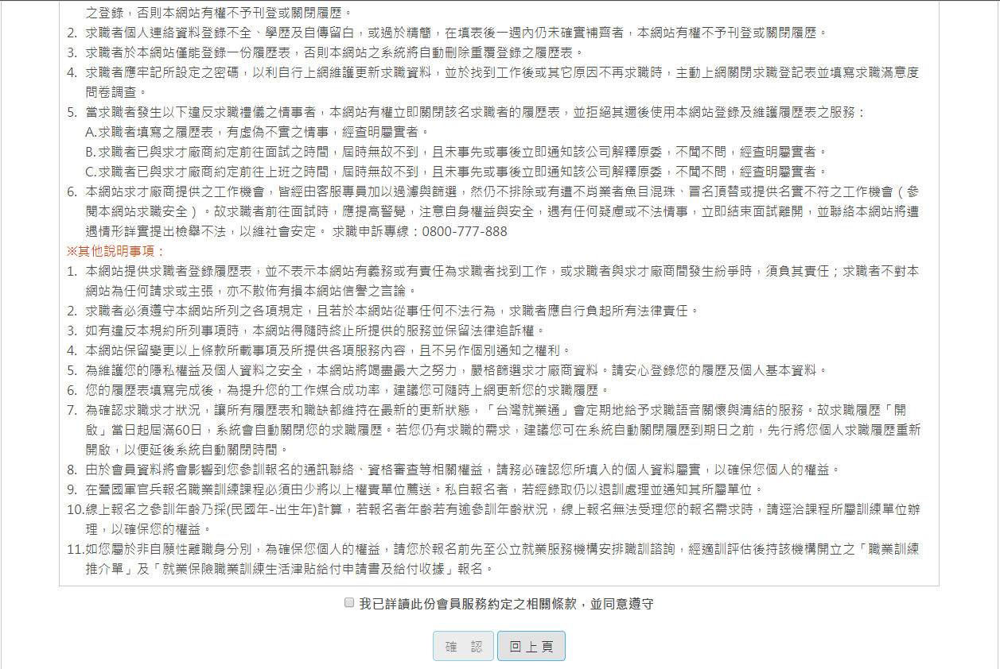 之登錄，否則本網站有權不予刊登或關閉履歷。
2. 求職者個人連絡資料登錄不全、學歷及自傳留白，或過於精簡，在填表後一週內仍未確實補齊者，本網站有權不予刊登或關閉履歷。
3. 求職者於本網站僅能登錄一份履歷表，否則本網站之系統將自動刪除重覆登錄之履歷表。
4. 求職者應牢記所設定之密碼，以利自行上網維護更新求職資料，並於找到工作後或其它原因不再求職時，主動上網關閉求職登記表並填寫求職滿意度
問卷調查。
5. 當求職者發生以下違反求職禮儀之情事者，本網站有權立即關閉該名求職者的履歷表，並拒絕其邇後使用本網站登錄及維護履歷表之服務：
A.求職者填寫之履歷表，有虛偽不實之情事，經查明屬實者。
B.求職者已與求才廠商約定前往面試之時間，屆時無故不到，且未事先或事後立即通知該公司解釋原委，不聞不問，經查明屬實者。
C.求職者已與求才廠商約定前往上班之時間，屆時無故不到，且未事先或事後立即通知該公司解釋原委，不聞不問，經查明屬實者。
6. 本網站求才廠商提供之工作機會，皆經由客服專員加以過濾與篩選，然仍不排除或有遭不肖業者魚目混珠、冒名頂替或提供名實不符之工作機會（參
閱本網站求職安全）。故求職者前往面試時，應提高警覺，注意自身權益與安全，遇有任何疑慮或不法情事，立即結束面試離開，並聯絡本網站將遭
遇情形詳實提出檢舉不法，以維社會安定。 求職申訴專線：0800-777-888
※其他說明事項：
1. 本網站提供求職者登錄履歷表，並不表示本網站有義務或有責任為求職者找到工作，或求職者與求才廠商間發生紛爭時，須負其責任；求職者不對本
網站為任何請求或主張，亦不散佈有損本網站信譽之言論。
2. 求職者必須遵守本網站所列之各項規定，且若於本網站從事任何不法行為，求職者應自行負起所有法律責任。
3. 如有違反本規約所列事項時，本網站得隨時終止所提供的服務並保留法律追訴權。
4. 本網站保留變更以上條款所載事項及所提供各項服務內容，且不另作個別通知之權利。
5. 為維護您的隱私權益及個人資料之安全，本網站將竭盡最大之努力，嚴格篩選求才廠商資料。請安心登錄您的履歷及個人基本資料。
6. 您的履歷表填寫完成後，為提升您的工作媒合成功率，建議您可隨時上網更新您的求職履歷。
7. 為確認求職求才狀況，讓所有履歷表和職缺都維持在最新的更新狀態，「台灣就業通」會定期地給予求職語音關懷與清結的服務。故求職履歷「開
啟」當日起屆滿60日，系統會自動關閉您的求職履歷。若您仍有求職的需求，建議您可在系統自動關閉履歷到期日之前，先行將您個人求職履歷重新
開啟，以便延後系統自動關閉時間。
8. 由於會員資料將會影響到您參訓報名的通訊聯絡、資格審查等相關權益，請務必確認您所填入的個人資料屬實，以確保您個人的權益。
9. 在營國軍官兵報名職業訓練課程必須由少將以上權責單位薦送。私自報名者，若經錄取仍以退訓處理並通知其所屬單位。
10.線上報名之參訓年齡乃採(民國年-出生年)計算，若報名者年齡若有逾參訓年齡狀況，線上報名無法受理您的報名需求時，請逕洽課程所屬訓練單位辦
理，以確保您的權益。
11.如您屬於非自願性離職身分別，為確保您個人的權益，請您於報名前先至公立就業服務機構安排職訓諮詢，經適訓評估後持該機構開立之「職業訓練
推介單」及「就業保險職業訓練生活津貼給付申請書及給付收據」報名。
我已詳讀此份會員服務約定之相關條款，並同意遵守
確 認 回上頁